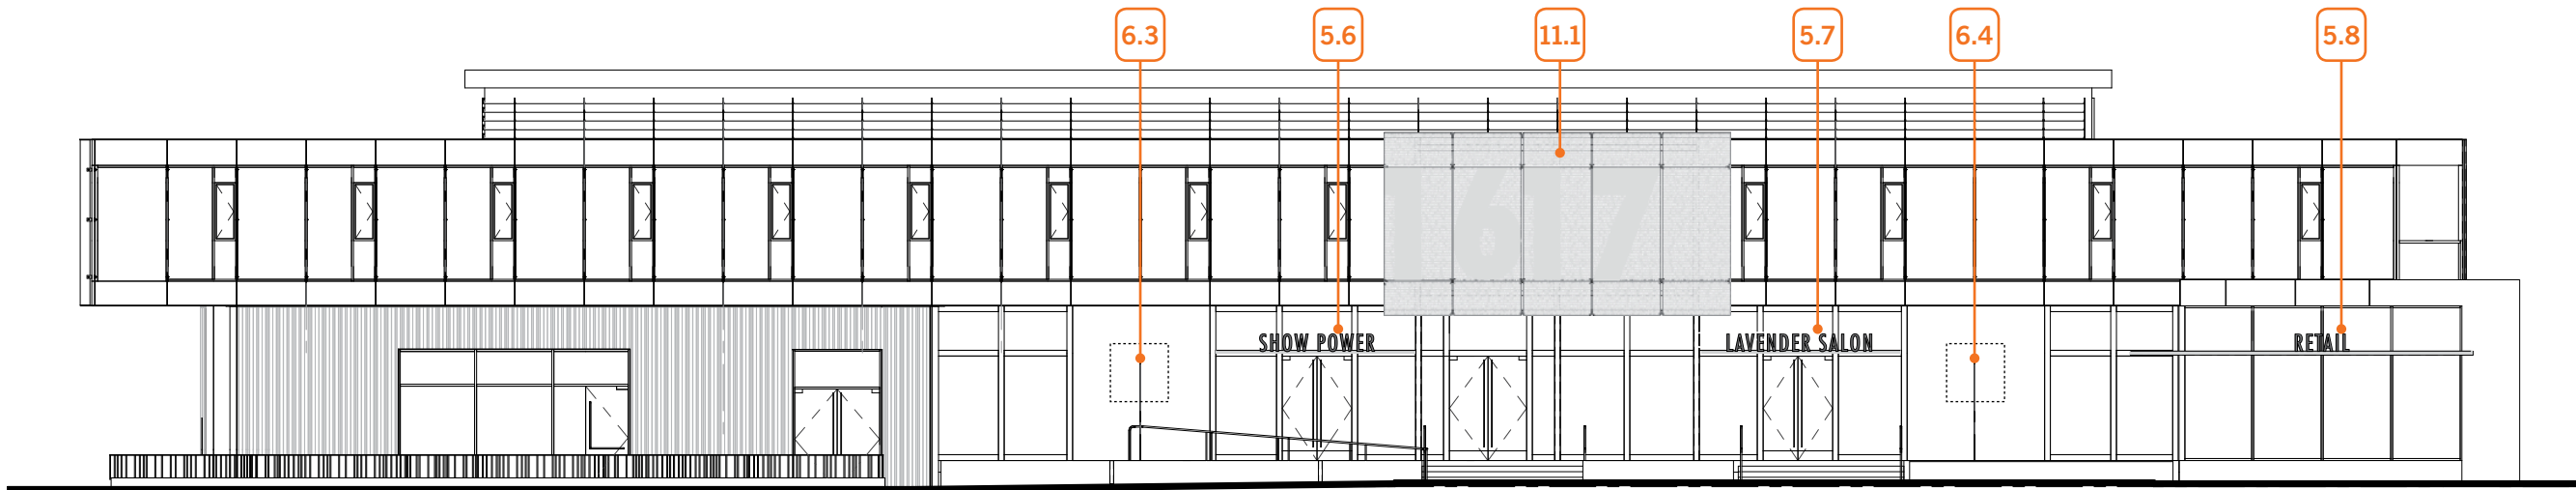 6.3
5.6
11.1
5.7
6.4
5.8
1617
SHOW POWER
LAVENDER SALON
RETAIL